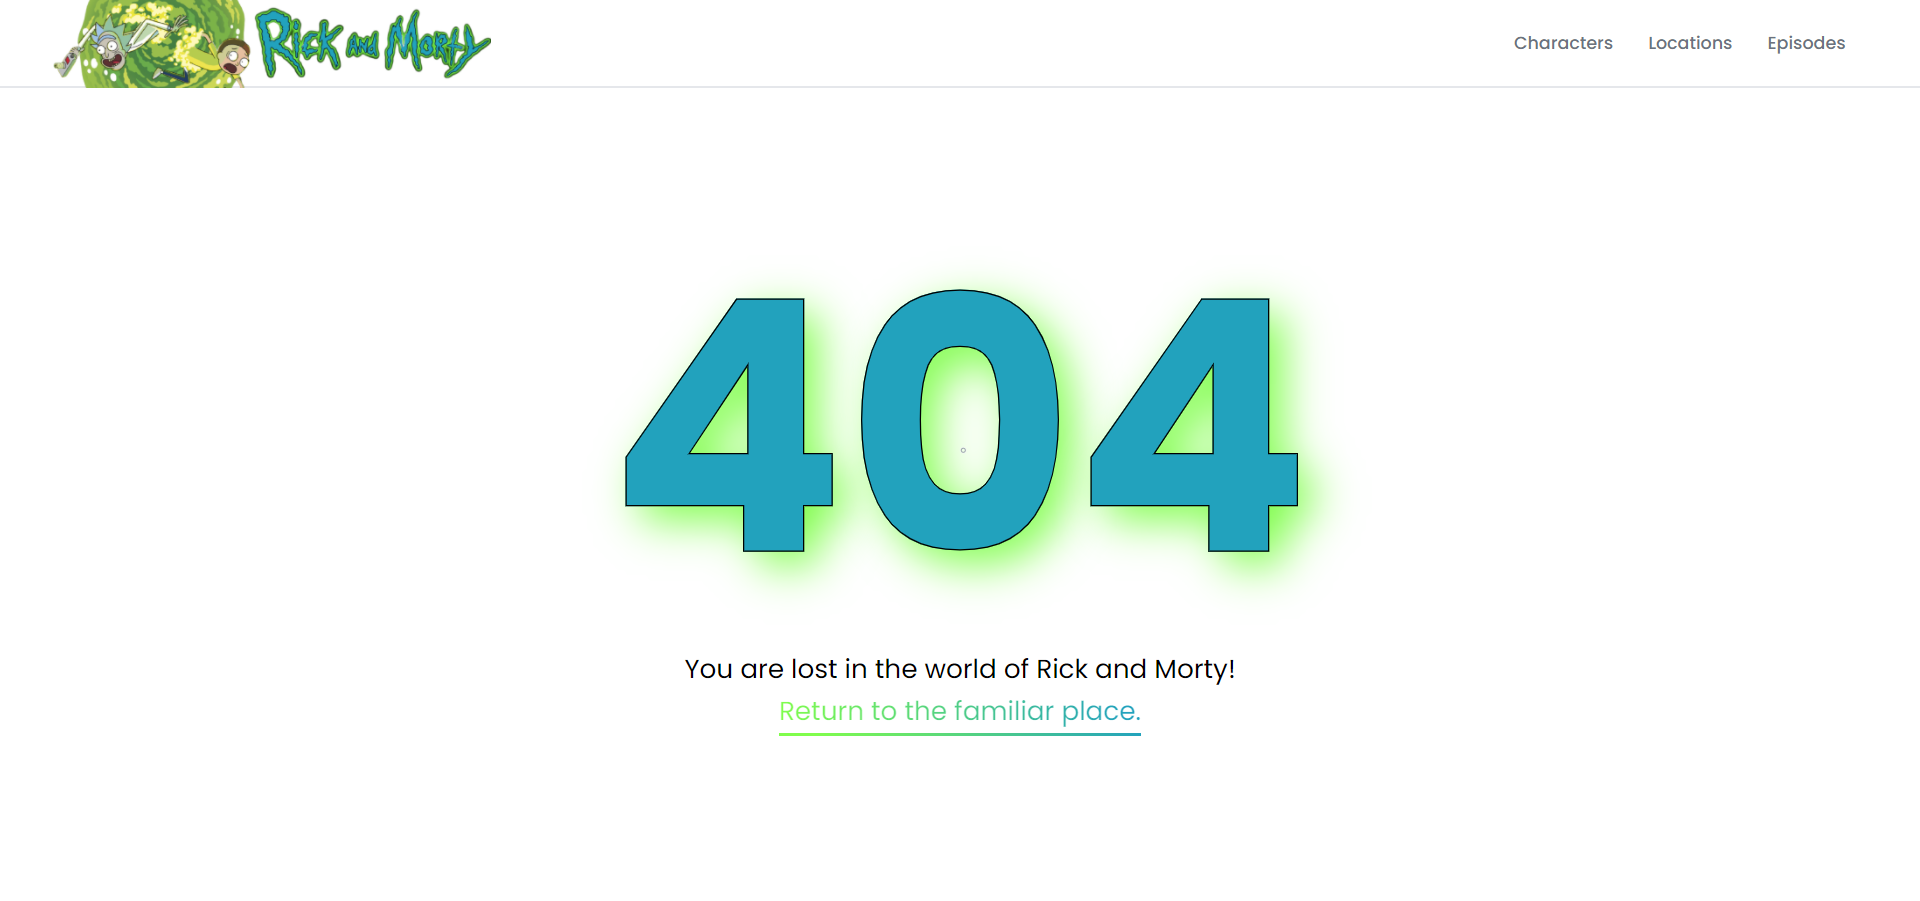 Rick and Morty
Characters Locations Episodes
404
You are lost in the world of Rick and Morty!
Return to the familiar place.